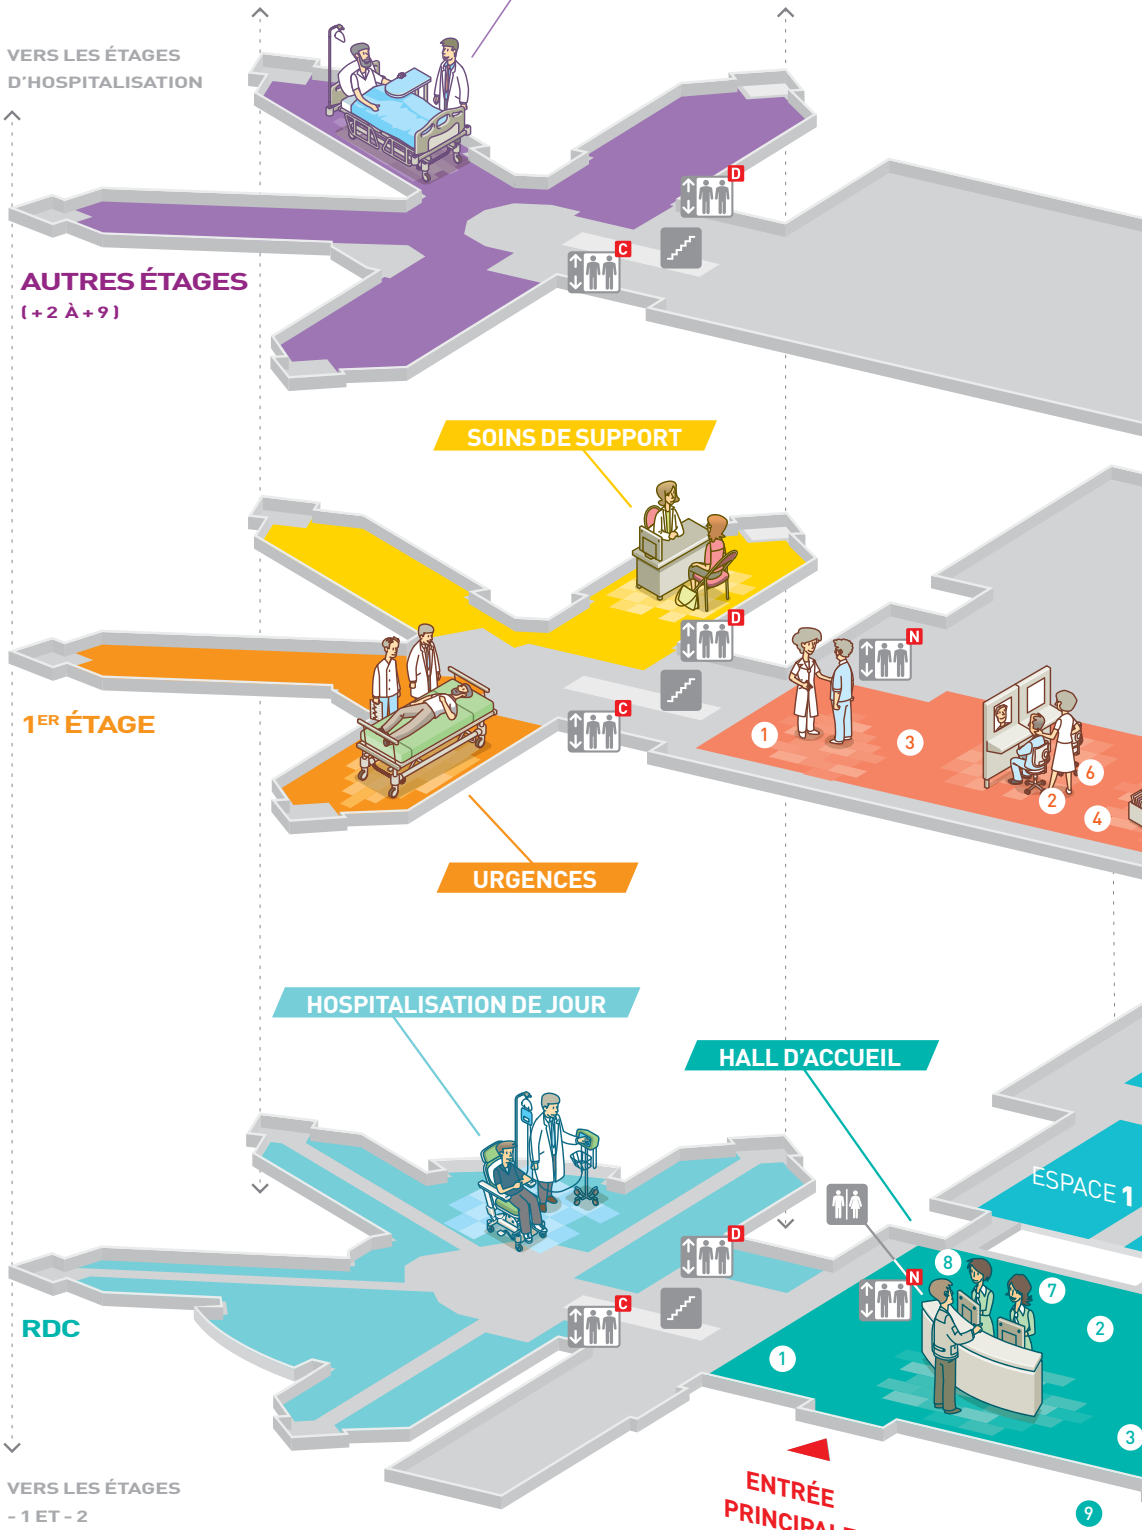 VERS LES ÉTAGES
D'HOSPITALISATION
D
C
AUTRES ÉTAGES
(+2 À +9)
SOINS DE SUPPORT
D
N
C
1ER ÉTAGE
1
3
6
2
4
URGENCES
HOSPITALISATION DE JOUR
HALL D'ACCUEIL
ESPACE 1
D
N
C
8
7
2
1
3
RDC
ENTRÉE
PRINCIPALE
VERS LES ÉTAGES
- 1 ET - 2
9